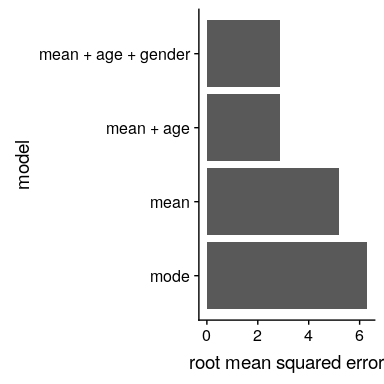 mean + age + gender
mean + age
mean
mode
model
0 2 4 6
root mean squared error